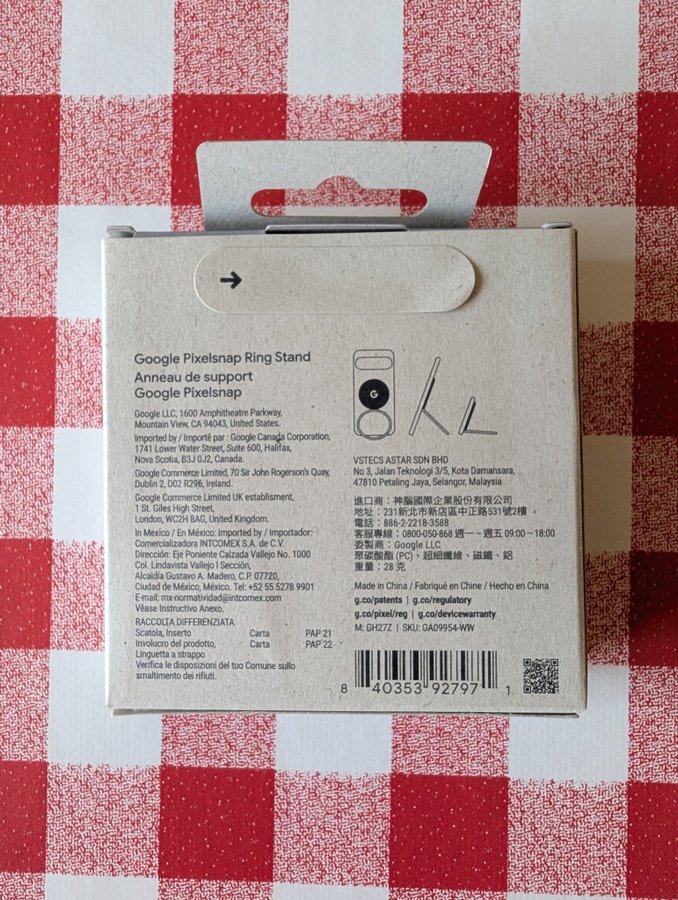 Google Pixelsnap Ring Stand
Anneau de support
Google Pixelsnap
Google LLC, 1600 Amphitheatre Parkway,
Mountain View, CA 94043, United States.
Imported by / Importé par : Google Canada Corporation,
1741 Lower Water Street, Suite 600, Halifax,
Nova Scotia, B3J 0J2, Canada.
Google Commerce Limited, 70 Sir John Rogerson's Quay,
Dublin 2, D02 R296, Ireland.
Google Commerce Limited UK establisment,
1 St. Giles High Street,
London, WC2H 8AG, United Kingdom.
In Mexico / En México: Imported by / Importador:
Comercializadora INTCOMEX S.A. de C.V.
Dirección: Eje Poniente Calzada Vallejo No. 1000
Col. Lindavista Vallejo I Sección,
Alcaldía Gustavo A. Madero, C.P. 07720,
Ciudad de México, México. Tel: +52 55 5278 9901
E-mail: mx-normatividad@intcomex.com
Véase Instructivo Anexo.
RACCOLTA DIFFERENZIATA
Scatola, Inserto Carta PAP 21
Involucro del prodotto, Carta PAP 22
Linguetta a strappo
Verifica le disposizioni del tuo Comune sullo
smaltimento dei rifiuti.
G
VSTECS ASTAR SDN BHD
No 3, Jalan Teknologi 3/5, Kota Damansara,
47810 Petaling Jaya, Selangor, Malaysia
進口商：神腦國際企業股份有限公司
地址：231新北市新店區中正路531號2樓
電話：886-2-2218-3588
客服專線：0800-050-868 週一~週五 09:00~18:00
委製商：Google LLC
聚碳酸酯 (PC)、超細纖維、磁鐵、鋁
重量：28 克
Made in China / Fabriqué en Chine / Hecho en China
g.co/patents | g.co/regulatory
g.co/pixel/reg | g.co/devicewarranty
M: GH27Z | SKU: GA09954-WW
8 40353 92797 1